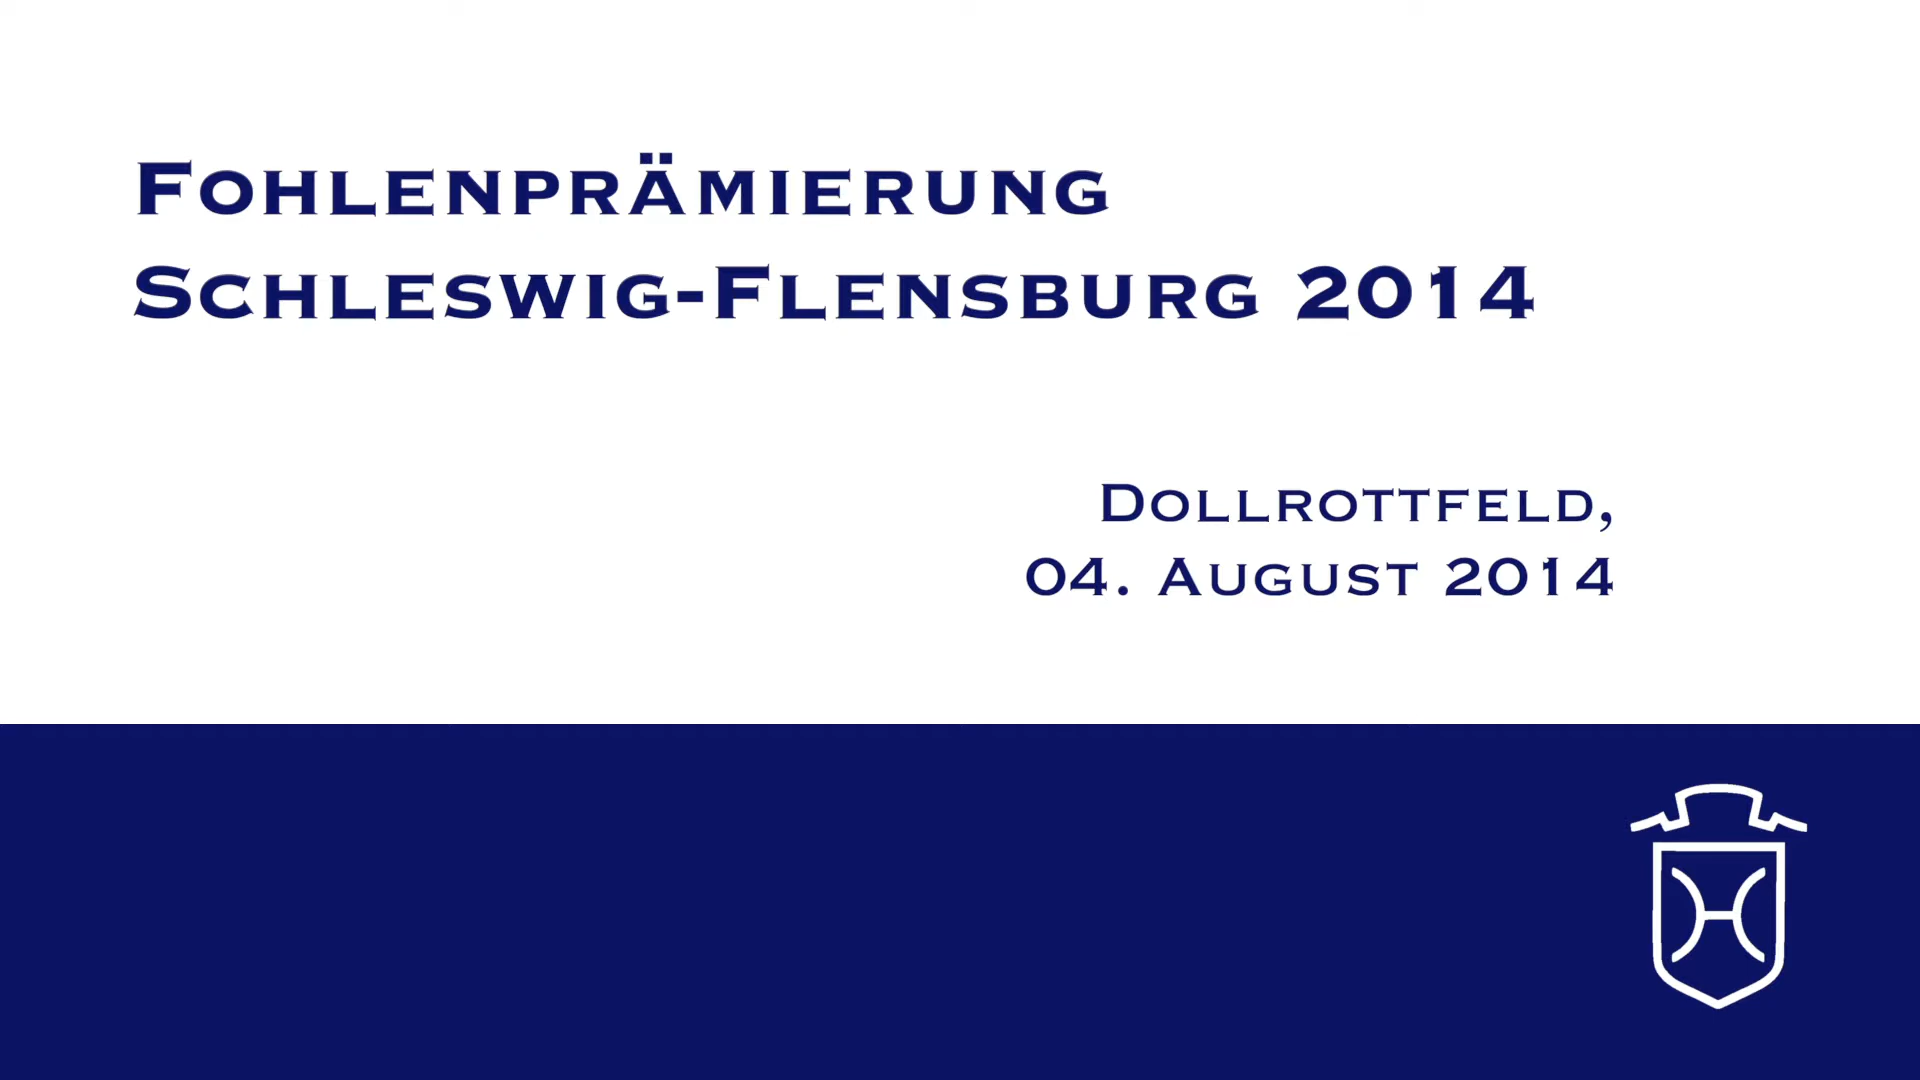 Fohlenprämierung
Schleswig-Flensburg 2014
Dollrottfeld,
04. August 2014